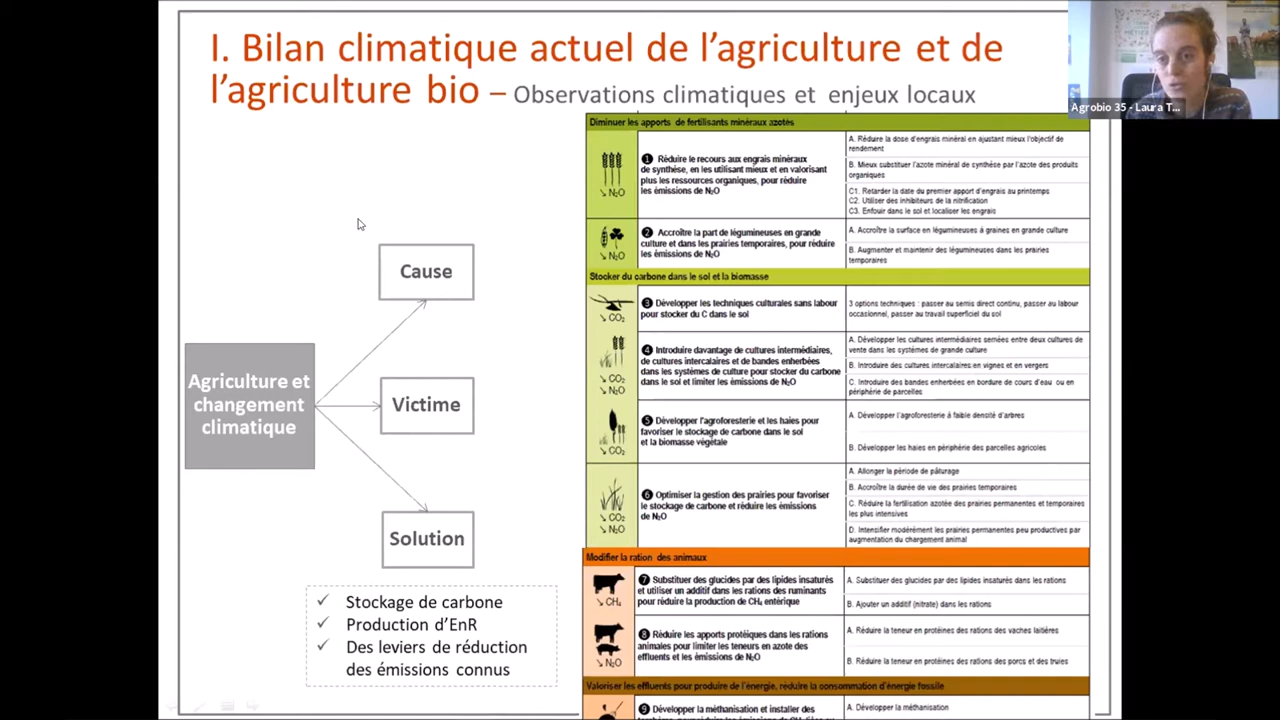 I. Bilan climatique actuel de l’agriculture et de
l’agriculture bio – Observations climatiques et enjeux locaux
Agrobio 35 - Laura T...
Agriculture et
changement
climatique
Cause
Victime
Solution
✓ Stockage de carbone
✓ Production d’EnR
✓ Des leviers de réduction
des émissions connus
Diminuer les apports de fertilisants minéraux azotés
↘ N₂O
❶ Réduire le recours aux engrais minéraux
de synthèse, en les utilisant mieux et en valorisant
plus les ressources organiques, pour réduire
les émissions de N₂O
A. Réduire la dose d'engrais minéral en ajustant mieux l'objectif de
rendement
B. Mieux substituer l'azote minéral de synthèse par l'azote des produits
organiques
C1. Retarder la date du premier apport d'engrais au printemps
C2. Utiliser des inhibiteurs de la nitrification
C3. Enfouir dans le sol et localiser les engrais
↘ N₂O
❷ Accroître la part de légumineuses en grande
culture et dans les prairies temporaires, pour réduire
les émissions de N₂O
A. Accroître la surface en légumineuses à graines en grande culture
B. Augmenter et maintenir des légumineuses dans les prairies
temporaires
Stocker du carbone dans le sol et la biomasse
↘ CO₂
❸ Développer les techniques culturales sans labour
pour stocker du C dans le sol
3 options techniques : passer au semis direct continu, passer au labour
occasionnel, passer au travail superficiel du sol
↘ CO₂
↘ N₂O
❹ Introduire davantage de cultures intermédiaires,
de cultures intercalaires et de bandes enherbées
dans les systèmes de culture pour stocker du carbone
dans le sol et limiter les émissions de N₂O
A. Développer les cultures intermédiaires semées entre deux cultures de
vente dans les systèmes de grande culture
B. Introduire des cultures intercalaires en vignes et en vergers
C. Introduire des bandes enherbées en bordure de cours d'eau ou en
périphérie de parcelles
↘ CO₂
❺ Développer l'agroforesterie et les haies pour
favoriser le stockage de carbone dans le sol
et la biomasse végétale
A. Développer l'agroforesterie à faible densité d'arbres
B. Développer les haies en périphérie des parcelles agricoles
↘ CO₂
↘ N₂O
❻ Optimiser la gestion des prairies pour favoriser
le stockage de carbone et réduire les émissions
de N₂O
A. Allonger la période de pâturage
B. Accroître la durée de vie des prairies temporaires
C. Réduire la fertilisation azotée des prairies permanentes et temporaires
les plus intensives
D. Intensifier modérément les prairies permanentes peu productives par
augmentation du chargement animal
Modifier la ration des animaux
↘ CH₄
❼ Substituer des glucides par des lipides insaturés
et utiliser un additif dans les rations des ruminants
pour réduire la production de CH₄ entérique
A. Substituer des glucides par des lipides insaturés dans les rations
B. Ajouter un additif (nitrate) dans les rations
↘ N₂O
❽ Réduire les apports protéiques dans les rations
animales pour limiter les teneurs en azote des
effluents et les émissions de N₂O
A. Réduire la teneur en protéines des rations des vaches laitières
B. Réduire la teneur en protéines des rations des porcs et des truies
Valoriser les effluents pour produire de l'énergie, réduire la consommation d'énergie fossile
❾ Développer la méthanisation et installer des
A. Développer la méthanisation